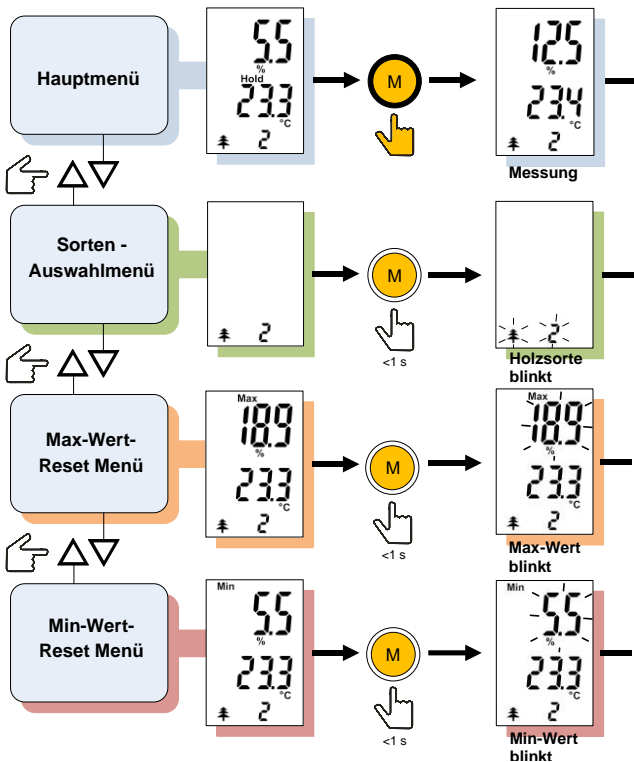 Hauptmenü
5.5
%
Hold
23.3
°C
2
M
12.5
%
23.4
°C
2
Messung
Sorten -
Auswahlmenü
2
M
<1 s
2
Holzsorte
blinkt
Max-Wert-
Reset Menü
Max
18.9
%
23.3
°C
2
M
<1 s
Max
18.9
%
23.3
°C
2
Max-Wert
blinkt
Min-Wert-
Reset Menü
Min
5.5
%
23.3
°C
2
M
<1 s
Min
5.5
%
23.3
°C
2
Min-Wert
blinkt